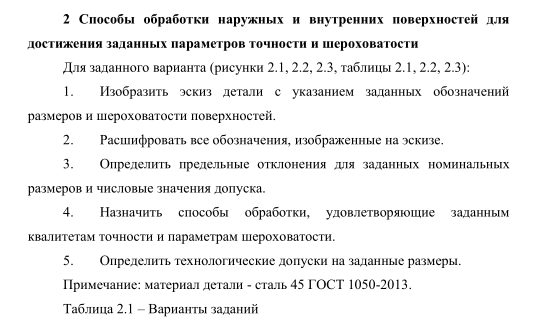 2 Способы обработки наружных и внутренних поверхностей для
достижения заданных параметров точности и шероховатости
Для заданного варианта (рисунки 2.1, 2.2, 2.3, таблицы 2.1, 2.2, 2.3):
1. Изобразить эскиз детали с указанием заданных обозначений
размеров и шероховатости поверхностей.
2. Расшифровать все обозначения, изображенные на эскизе.
3. Определить предельные отклонения для заданных номинальных
размеров и числовые значения допуска.
4. Назначить способы обработки, удовлетворяющие заданным
квалитетам точности и параметрам шероховатости.
5. Определить технологические допуски на заданные размеры.
Примечание: материал детали - сталь 45 ГОСТ 1050-2013.
Таблица 2.1 – Варианты заданий